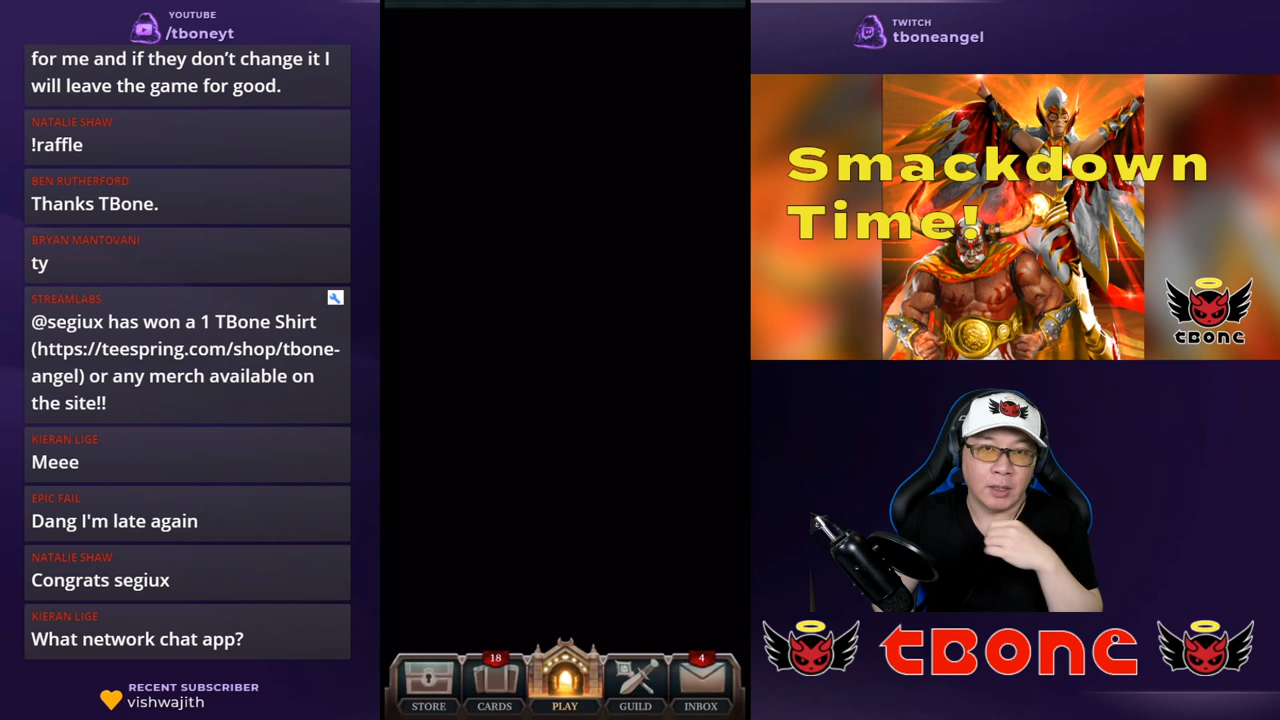 YOUTUBE
/tboneyt
for me and if they don’t change it I
will leave the game for good.
NATALIE SHAW
!raffle
BEN RUTHERFORD
Thanks TBone.
BRYAN MANTOVANI
ty
STREAMLABS
@segiux has won a 1 TBone Shirt
(https://teespring.com/shop/tbone-
angel) or any merch available on
the site!!
KIERAN LIGE
Meee
EPIC FAIL
Dang I'm late again
NATALIE SHAW
Congrats segiux
KIERAN LIGE
What network chat app?
RECENT SUBSCRIBER
vishwajith
18
4
STORE
CARDS
PLAY
GUILD
INBOX
TWITCH
tboneangel
Smackdown
Time!
tBONe
tBONe